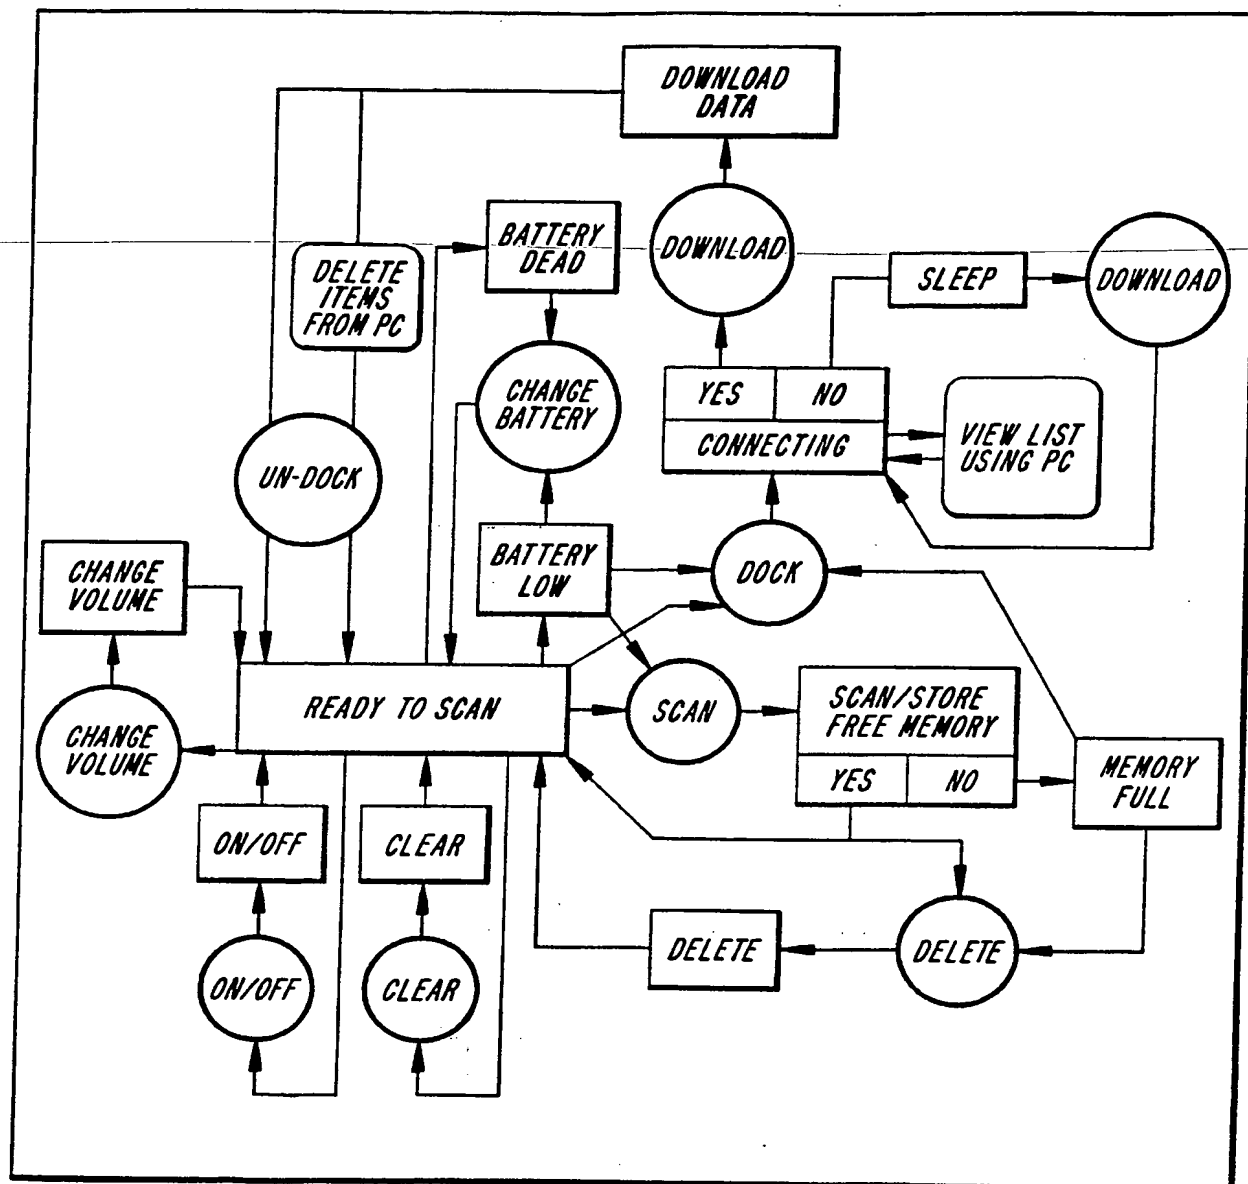 DOWNLOAD
DATA
BATTERY
DEAD
DOWNLOAD
DELETE
ITEMS
FROM PC
SLEEP
DOWNLOAD
CHANGE
BATTERY
YES
NO
CONNECTING
VIEW LIST
USING PC
UN-DOCK
BATTERY
LOW
DOCK
CHANGE
VOLUME
READY TO SCAN
SCAN
SCAN/STORE
FREE MEMORY
YES
NO
MEMORY
FULL
CHANGE
VOLUME
ON/OFF
CLEAR
DELETE
DELETE
ON/OFF
CLEAR